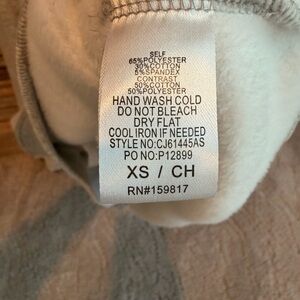 SELF
65%POLYESTER
30%COTTON
5%SPANDEX
CONTRAST
50%COTTON
50%POLYESTER
HAND WASH COLD
DO NOT BLEACH
DRY FLAT
COOL IRON IF NEEDED
STYLE NO:CJ61445AS
PO NO:P12899
XS / CH
RN#159817